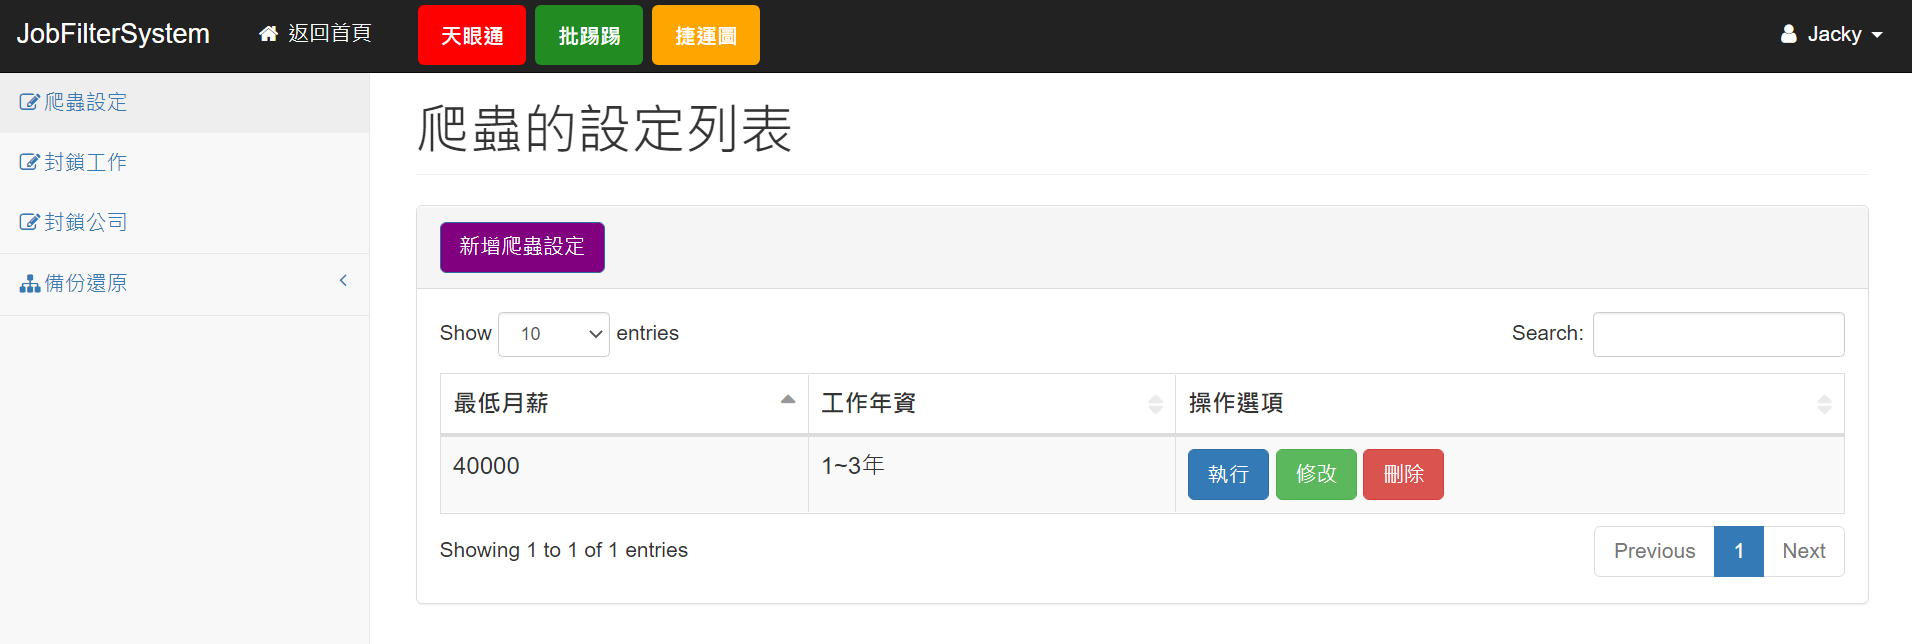 JobFilterSystem 返回首頁 天眼通 批踢踢 捷運圖 Jacky
爬蟲設定
封鎖工作
封鎖公司
備份還原
爬蟲的設定列表
新增爬蟲設定
Show 10 entries Search:
最低月薪 工作年資 操作選項
40000 1~3年 執行 修改 刪除
Showing 1 to 1 of 1 entries Previous 1 Next